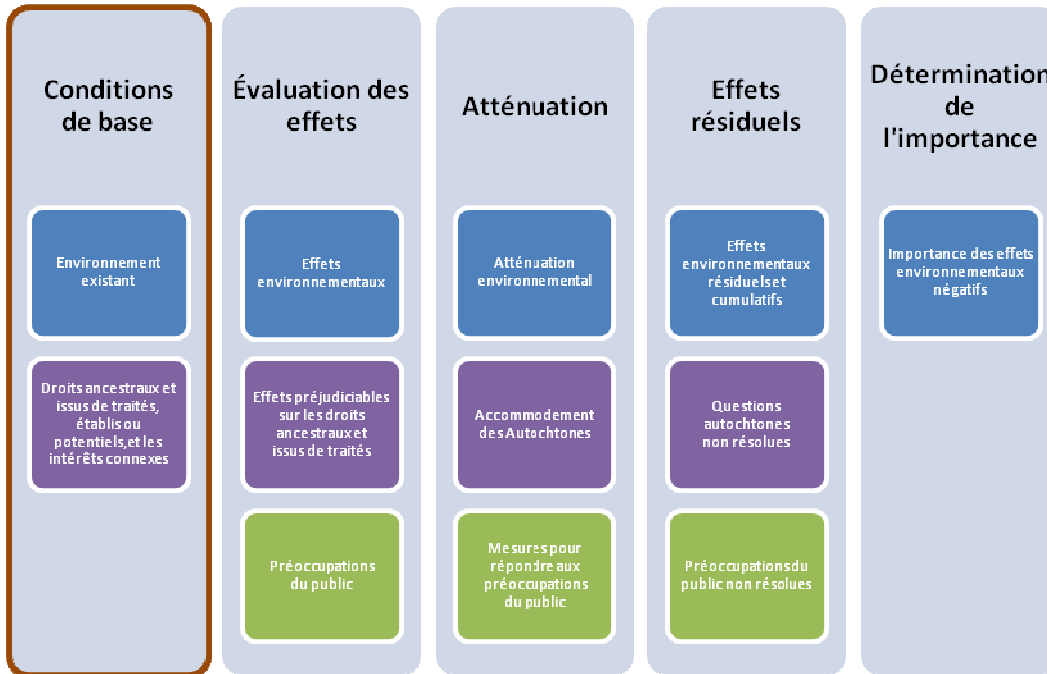 Conditions
de base
Environnement
existant
Droits ancestraux et
issus de traités,
établis ou
potentiels,et les
intérêts connexes
Évaluation des
effets
Effets
environnementaux
Effets préjudiciables
sur les droits
ancestraux et
issus de traités
Préoccupations
du public
Atténuation
Atténuation
environnemental
Accommodement
des Autochtones
Mesures pour
répondre aux
préoccupations
du public
Effets
résiduels
Effets
environnementaux
résiduels et
cumulatifs
Questions
autochtones
non résolues
Préoccupations du
public non résolues
Détermination
de
l'importance
Importance des effets
environnementaux
négatifs